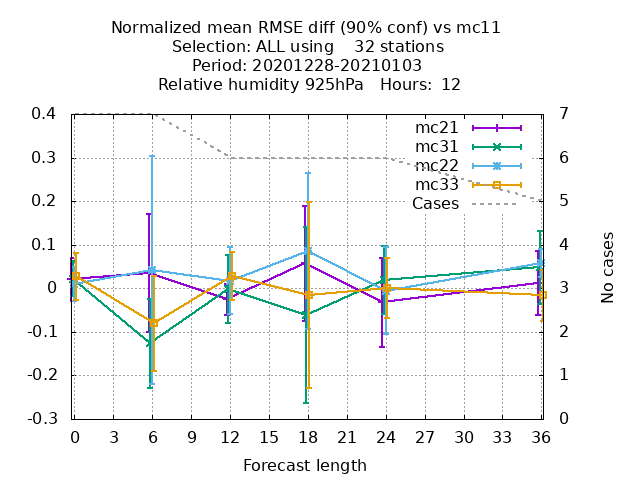 Normalized mean RMSE diff (90% conf) vs mc11
Selection: ALL using    32 stations
Period: 20201228-20210103
Relative humidity 925hPa   Hours:  12
0.4
0.3
0.2
0.1
0
-0.1
-0.2
-0.3
7
6
5
4
3
2
1
0
mc21
mc31
mc22
mc33
Cases
No cases
0 3 6 9 12 15 18 21 24 27 30 33 36
Forecast length